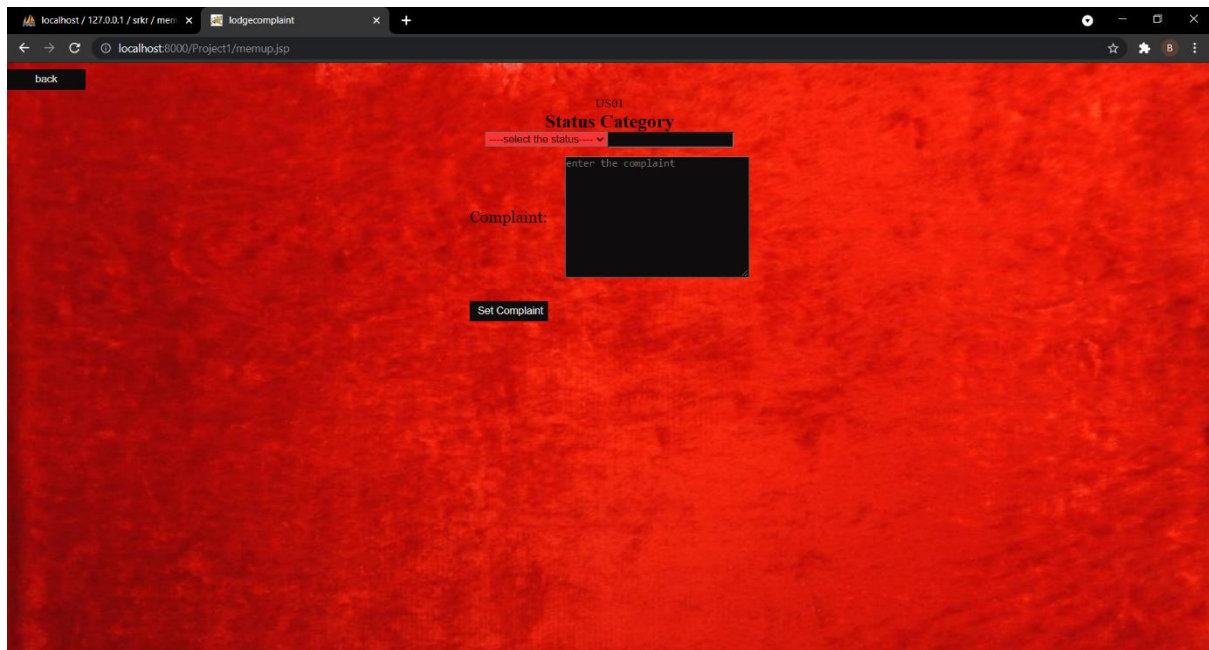 localhost / 127.0.0.1 / srkr / mem
lodgecomplaint
localhost:8000/Project1/memup.jsp
B
back
US01
Status Category
----select the status----
enter the complaint
Complaint:
Set Complaint